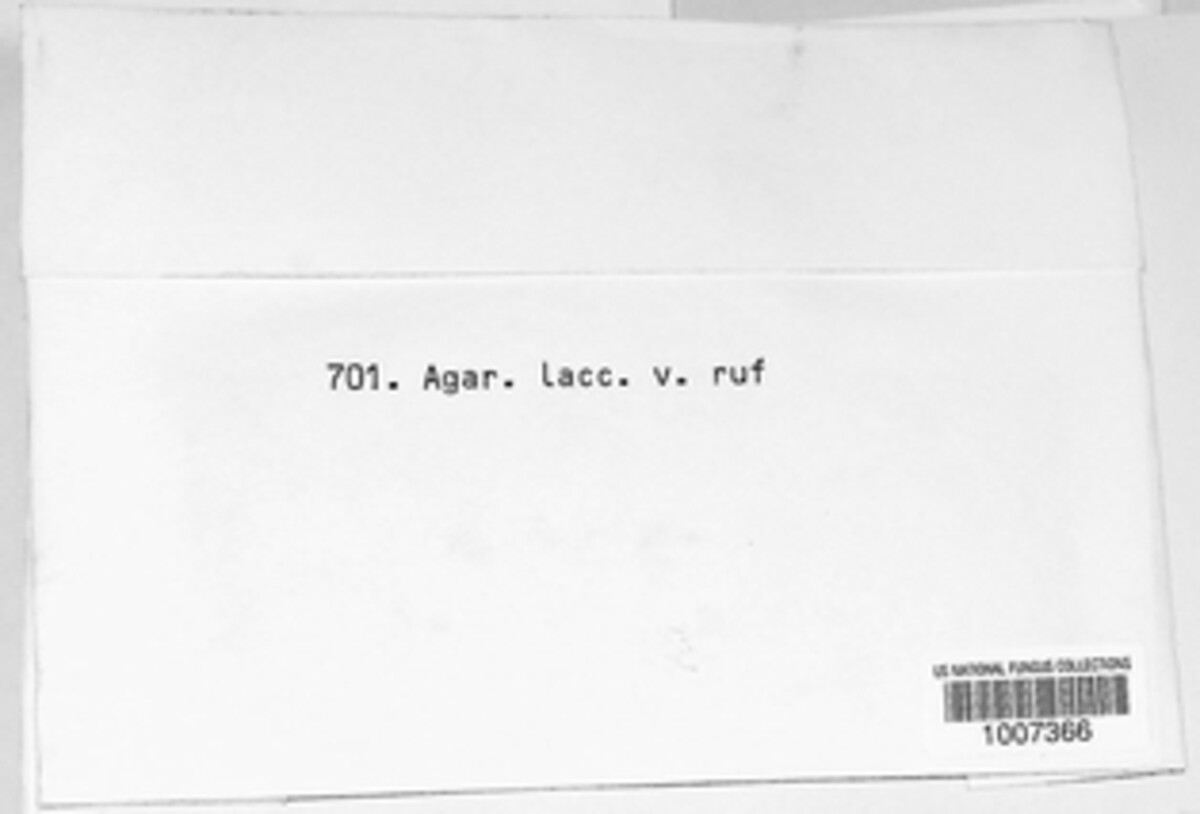 701. Agar. lacc. v. ruf
US NATIONAL FUNGUS COLLECTIONS
1007366